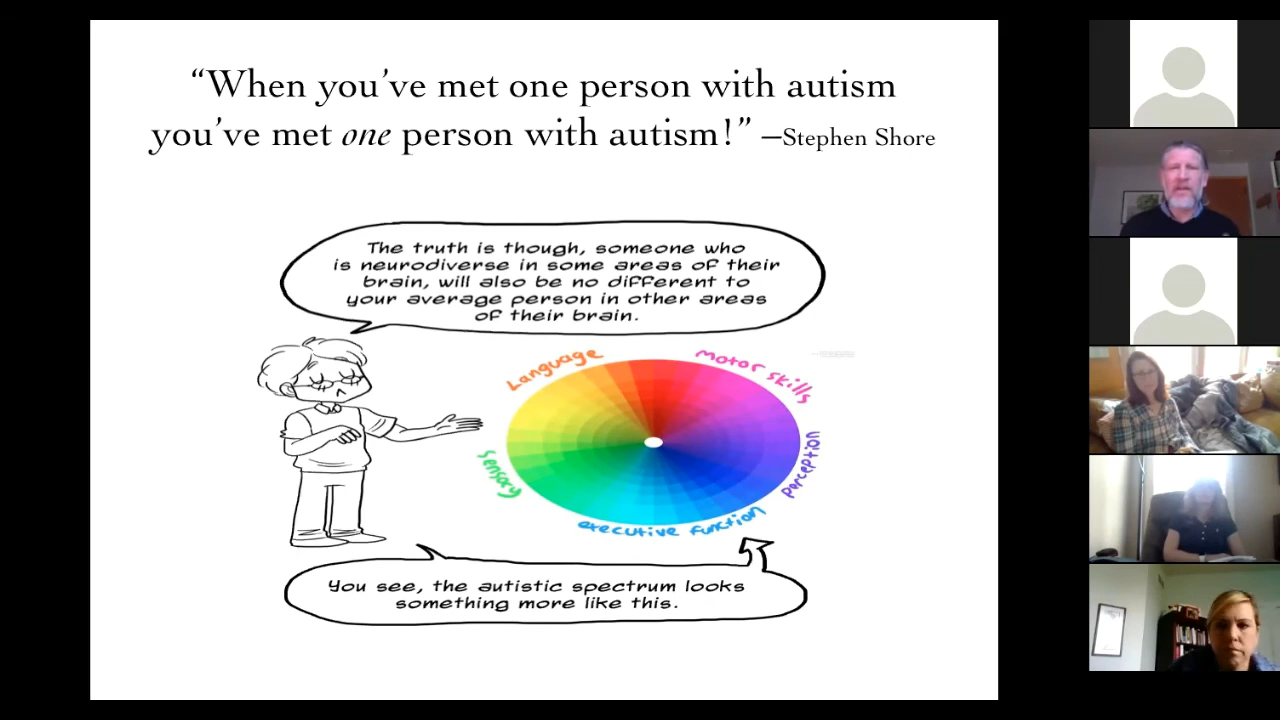 “When you’ve met one person with autism
you’ve met one person with autism!” –Stephen Shore
The truth is though, someone who
is neurodiverse in some areas of their
brain, will also be no different to
your average person in other areas
of their brain.
Language
Motor skills
Sensory
perception
executive function
You see, the autistic spectrum looks
something more like this.